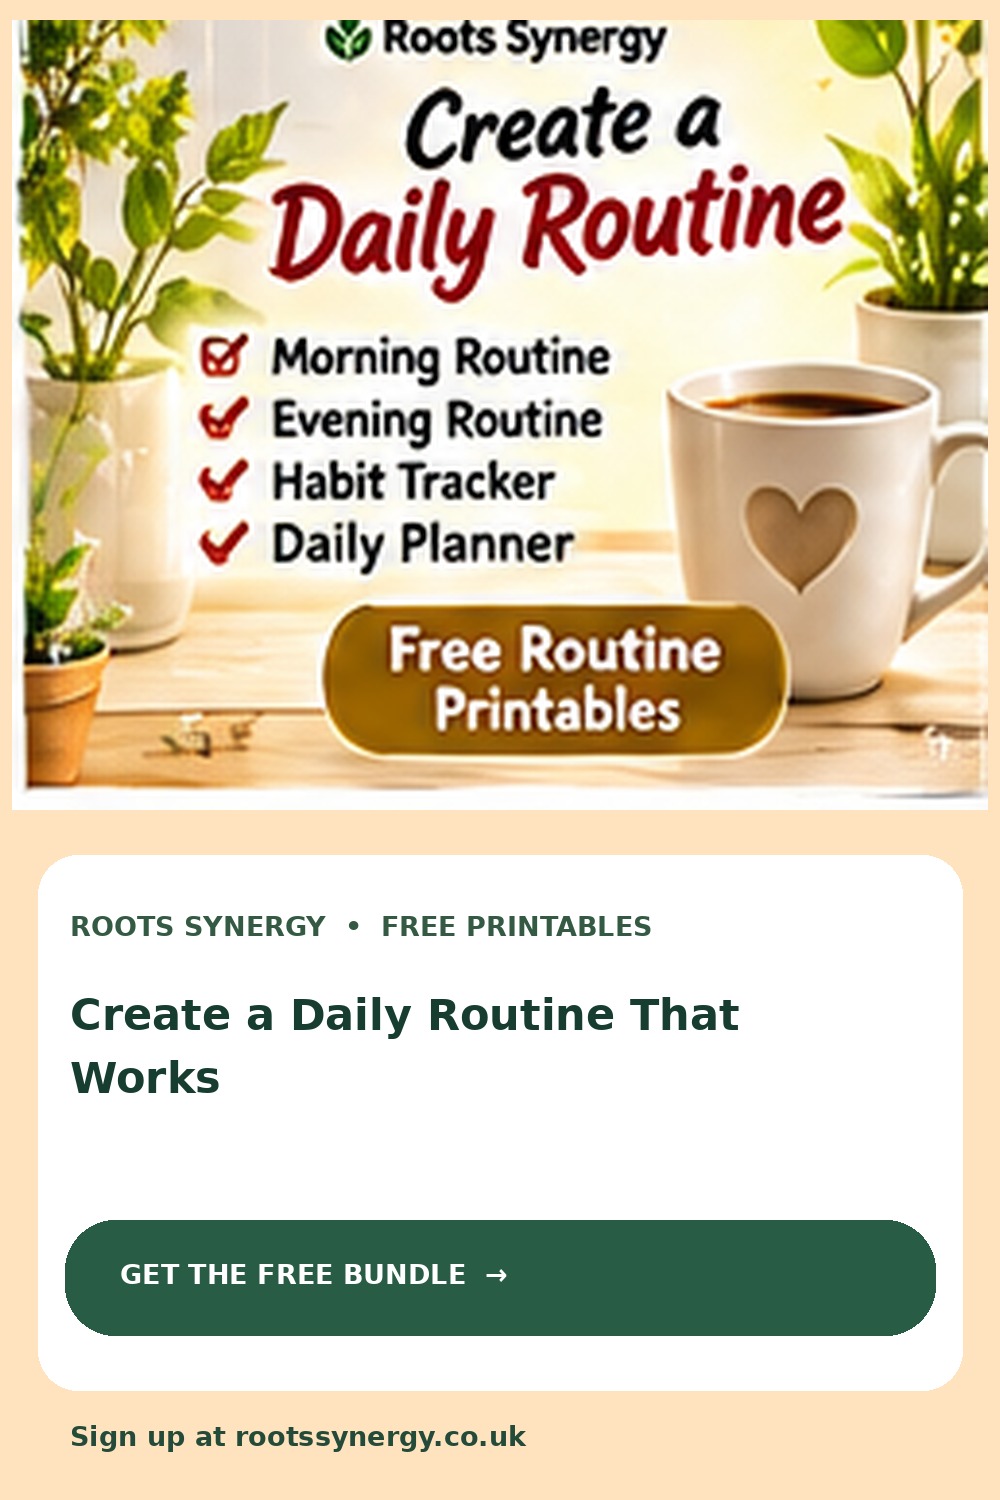 Roots Synergy
Create a
Daily Routine
Morning Routine
Evening Routine
Habit Tracker
Daily Planner
Free Routine
Printables
ROOTS SYNERGY • FREE PRINTABLES
Create a Daily Routine That
Works
GET THE FREE BUNDLE →
Sign up at rootssynergy.co.uk